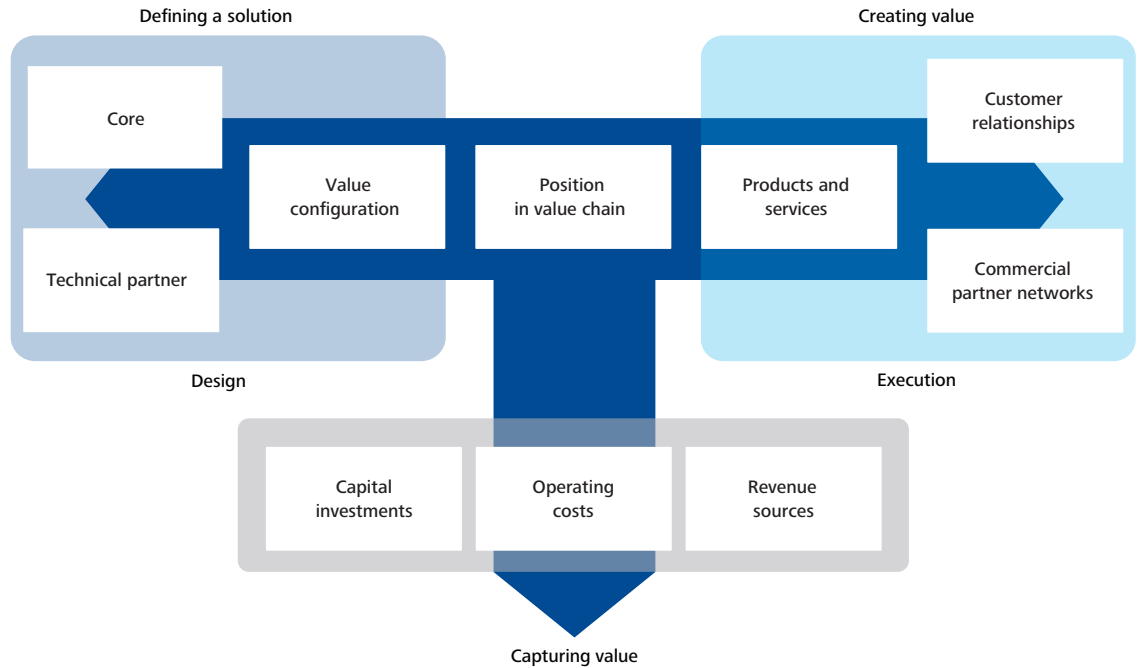 Defining a solution
Creating value
Core
Customer
relationships
Value
configuration
Position
in value chain
Products and
services
Technical partner
Commercial
partner networks
Design
Execution
Capital
investments
Operating
costs
Revenue
sources
Capturing value